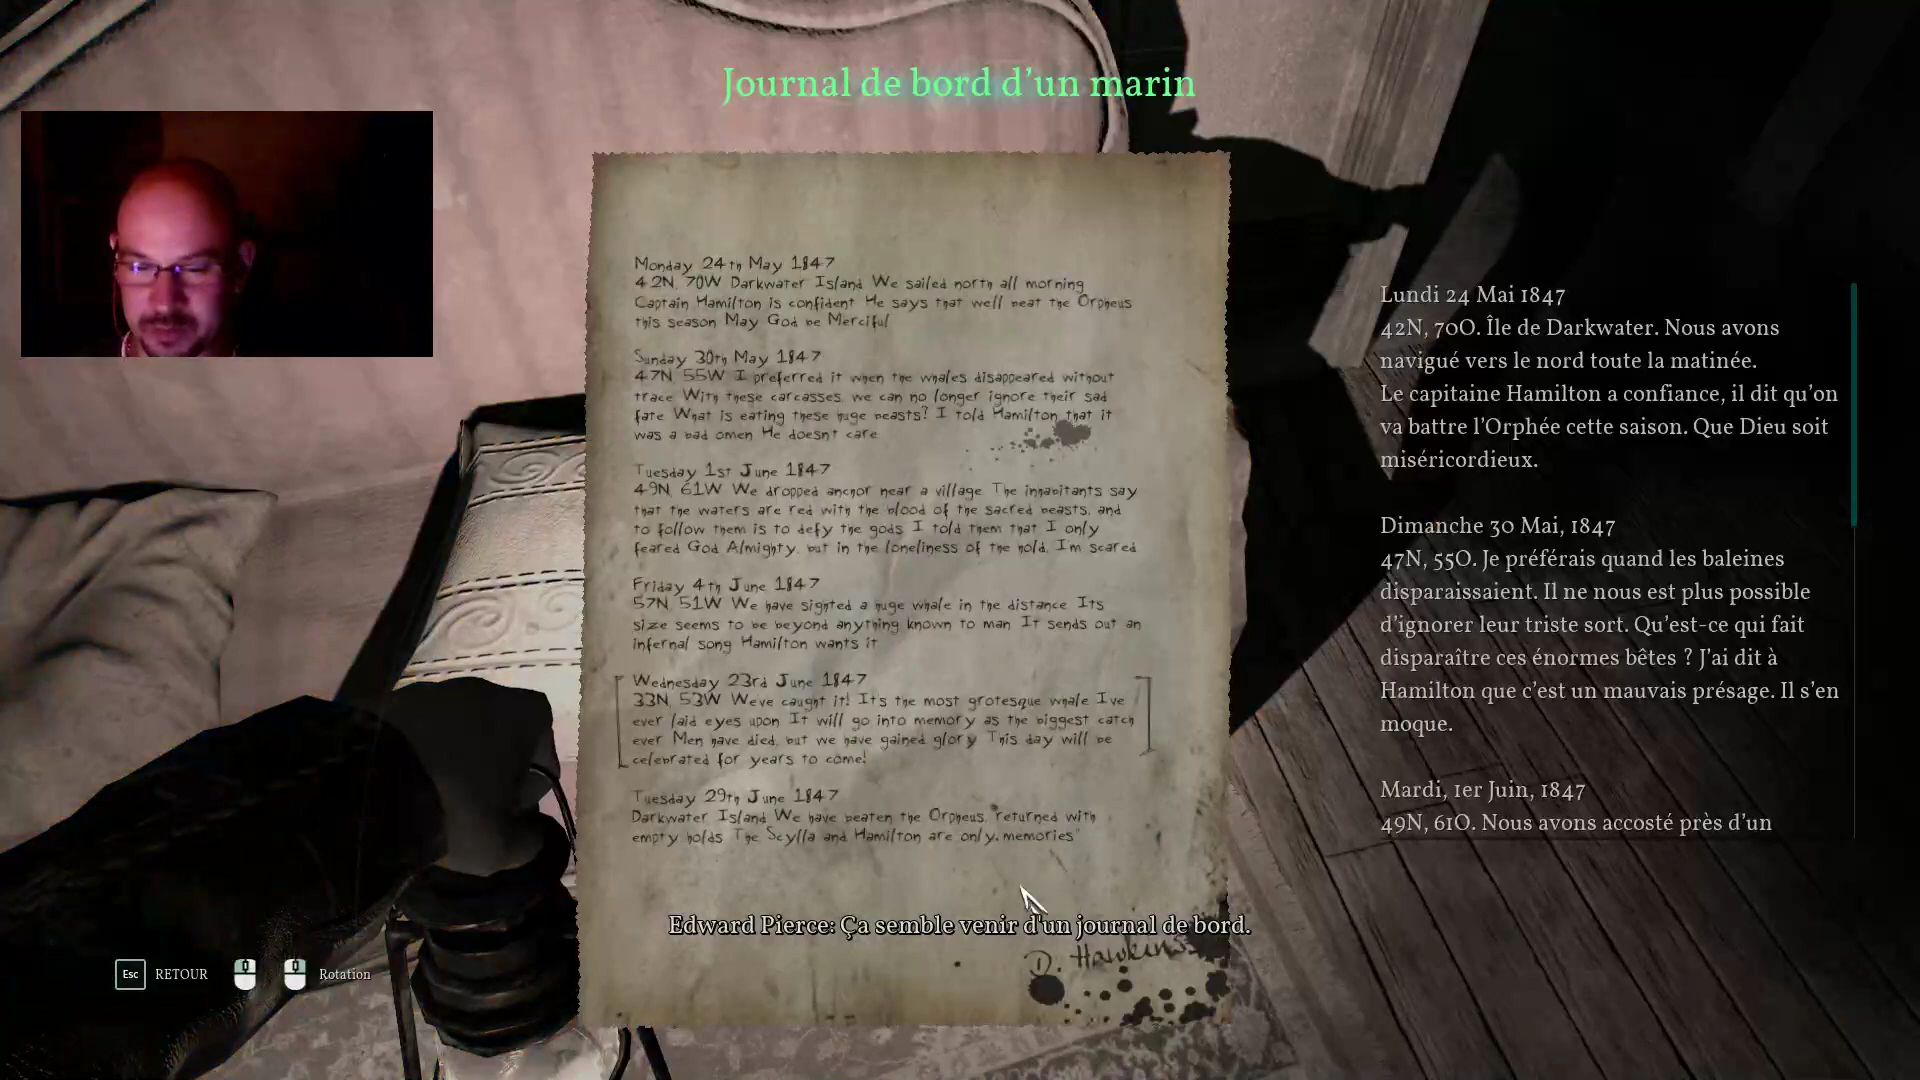 Journal de bord d'un marin
Monday 24th May 1847
42N, 70W Darkwater Island We sailed north all morning
Captain Hamilton is confident He says that well beat the Orpheus
this season May God be Merciful
Sunday 30th May 1847
47N 55W I preferred it when the whales disappeared without
trace With these carcasses, we can no longer ignore their sad
fate What is eating these huge beasts? I told Hamilton that it
was a bad omen He doesnt care
Tuesday 1st June 1847
49N, 61W We dropped anchor near a village The inhabitants say
that the waters are red with the blood of the sacred beasts, and
to follow them is to defy the gods I told them that I only
feared God Almighty, but in the loneliness of the hold, I'm scared
Friday 4th June 1847
57N, 51W We have sighted a huge whale in the distance Its
size seems to be beyond anything known to man It sends out an
infernal song Hamilton wants it
Wednesday 23rd June 1847
33N, 53W Weve caught it! It's the most grotesque whale Ive
ever laid eyes upon It will go into memory as the biggest catch
ever Men have died, but we have gained glory This day will be
celebrated for years to come!
Tuesday 29th June 1847
Darkwater Island We have beaten the Orpheus, returned with
empty holds The Scylla and Hamilton are only memories"
D. Hawkins
Edward Pierce: Ça semble venir d'un journal de bord.
Lundi 24 Mai 1847
42N, 70O. Île de Darkwater. Nous avons
navigué vers le nord toute la matinée.
Le capitaine Hamilton a confiance, il dit qu'on
va battre l'Orphée cette saison. Que Dieu soit
miséricordieux.
Dimanche 30 Mai, 1847
47N, 55O. Je préférais quand les baleines
disparaissaient. Il ne nous est plus possible
d'ignorer leur triste sort. Qu'est-ce qui fait
disparaître ces énormes bêtes ? J'ai dit à
Hamilton que c'est un mauvais présage. Il s'en
moque.
Mardi, 1er Juin, 1847
49N, 61O. Nous avons accosté près d'un
Esc RETOUR Rotation